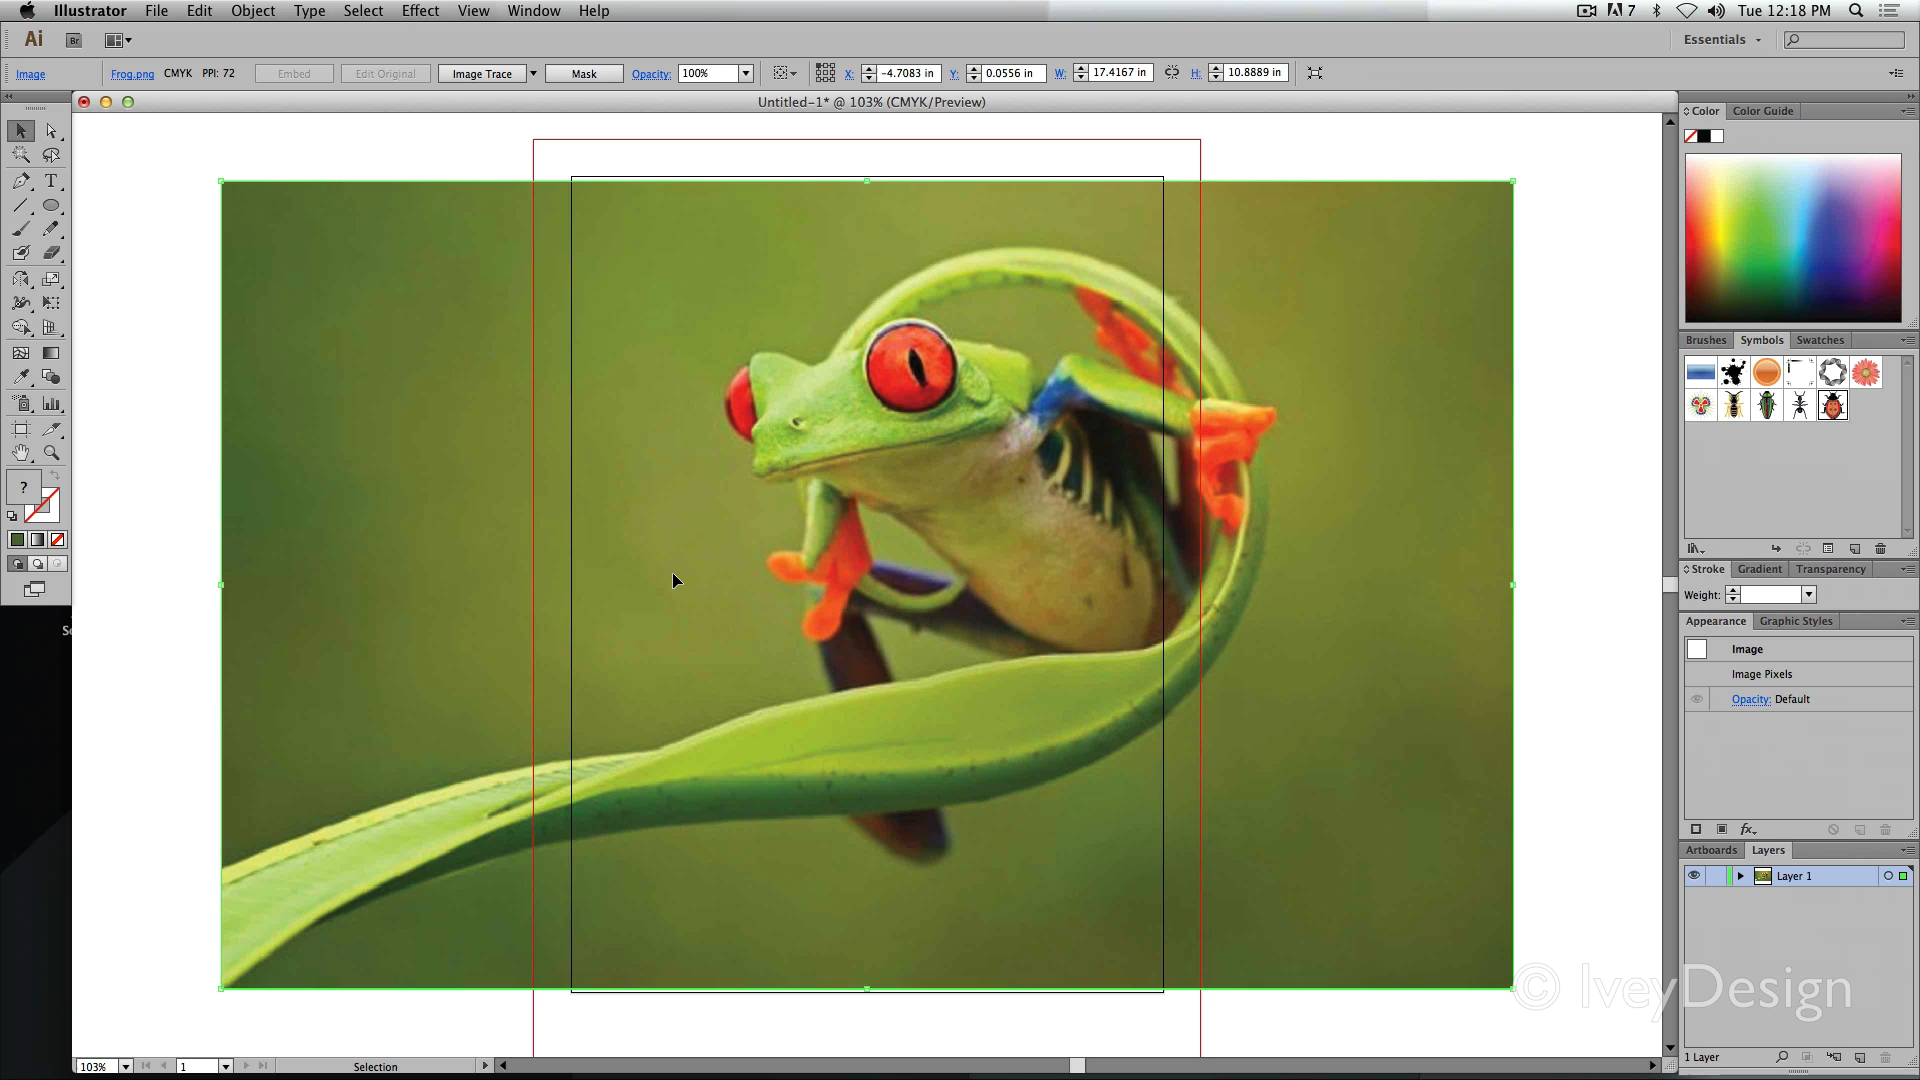 Illustrator File Edit Object Type Select Effect View Window Help 7 Tue 12:18 PM
Ai Br Essentials
Image Frog.png CMYK PPI: 72 Embed Edit Original Image Trace Mask Opacity: 100% X: -4.7083 in Y: 0.0556 in W: 17.4167 in H: 10.8889 in
Untitled-1* @ 103% (CMYK/Preview)
Color Color Guide
T
Brushes Symbols Swatches
?
Stroke Gradient Transparency
Weight:
Appearance Graphic Styles
Image
Image Pixels
Opacity: Default
fx
Artboards Layers
Layer 1
© IveyDesign
1 Layer
103% 1 Selection